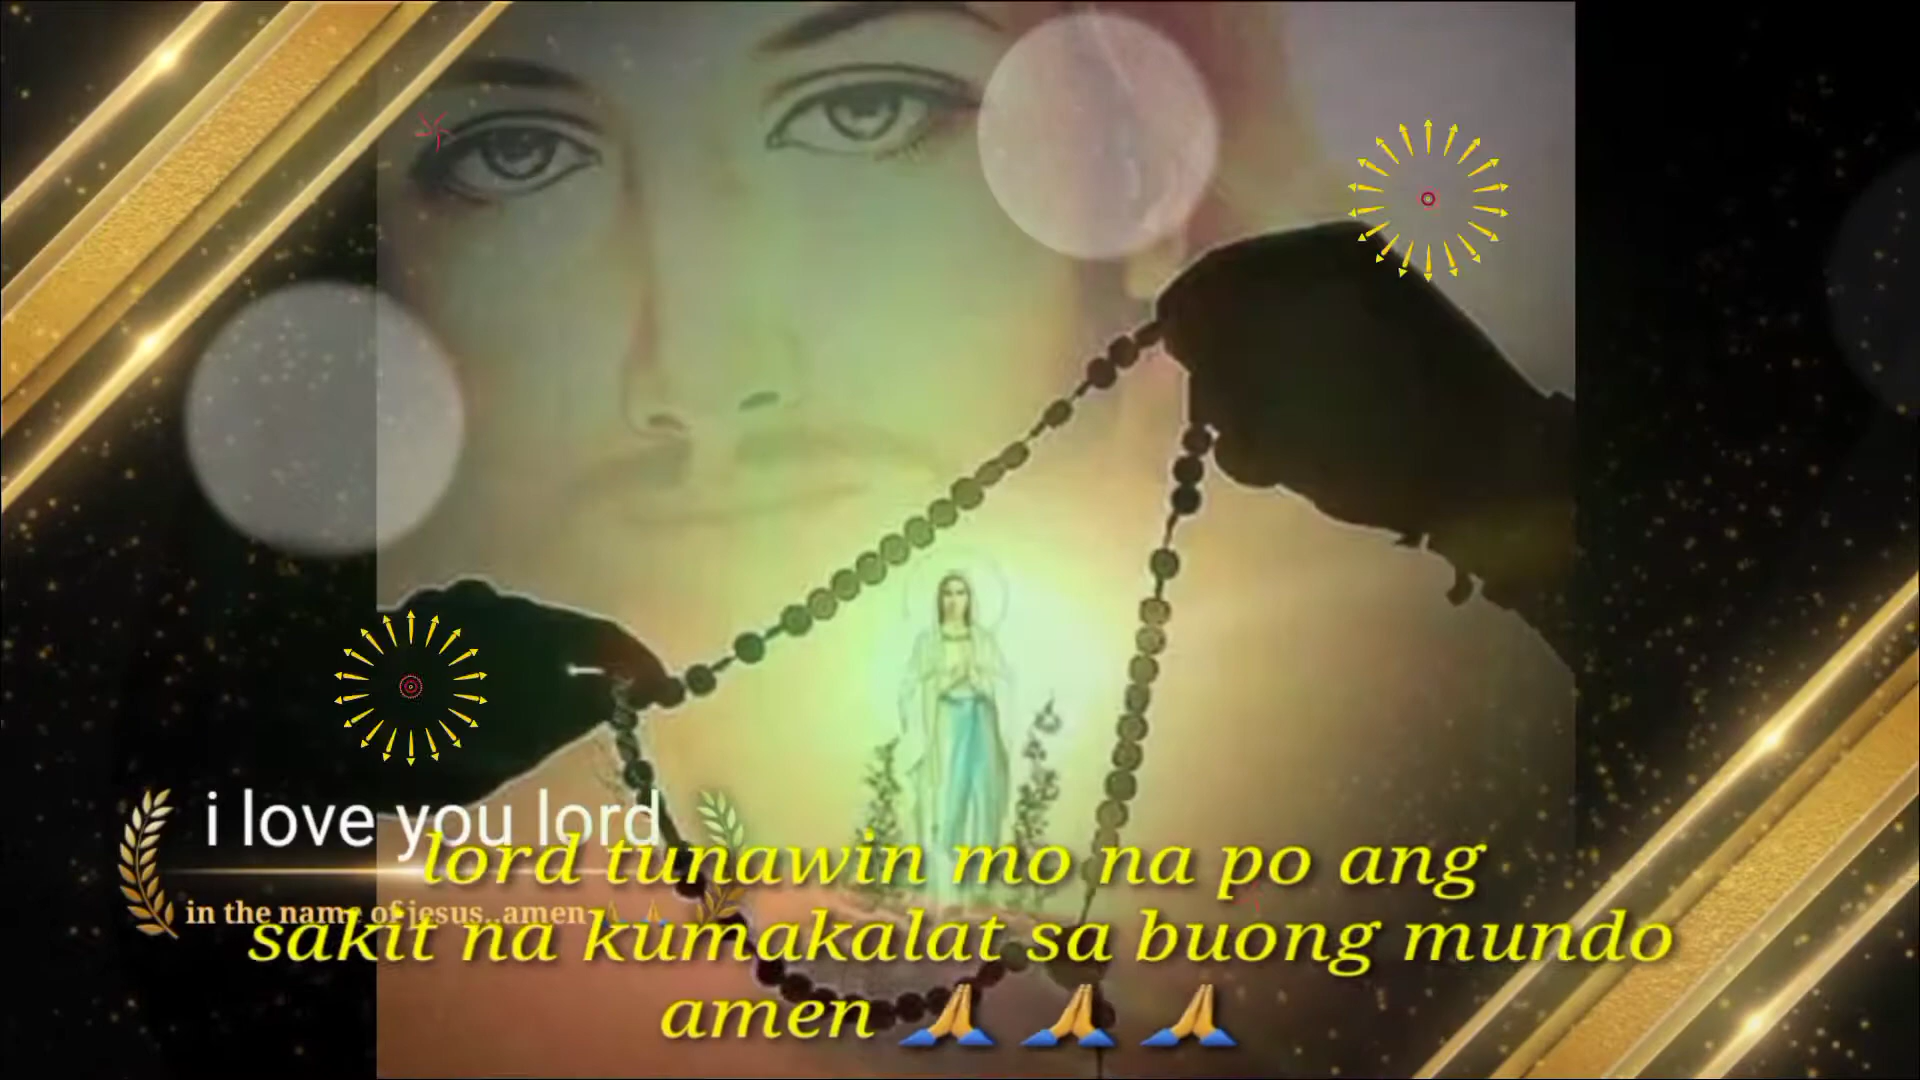 i love you lord
in the name of jesus..amen 🙏🙏
lord tunawin mo na po ang
sakit na kumakalat sa buong mundo
amen 🙏 🙏 🙏